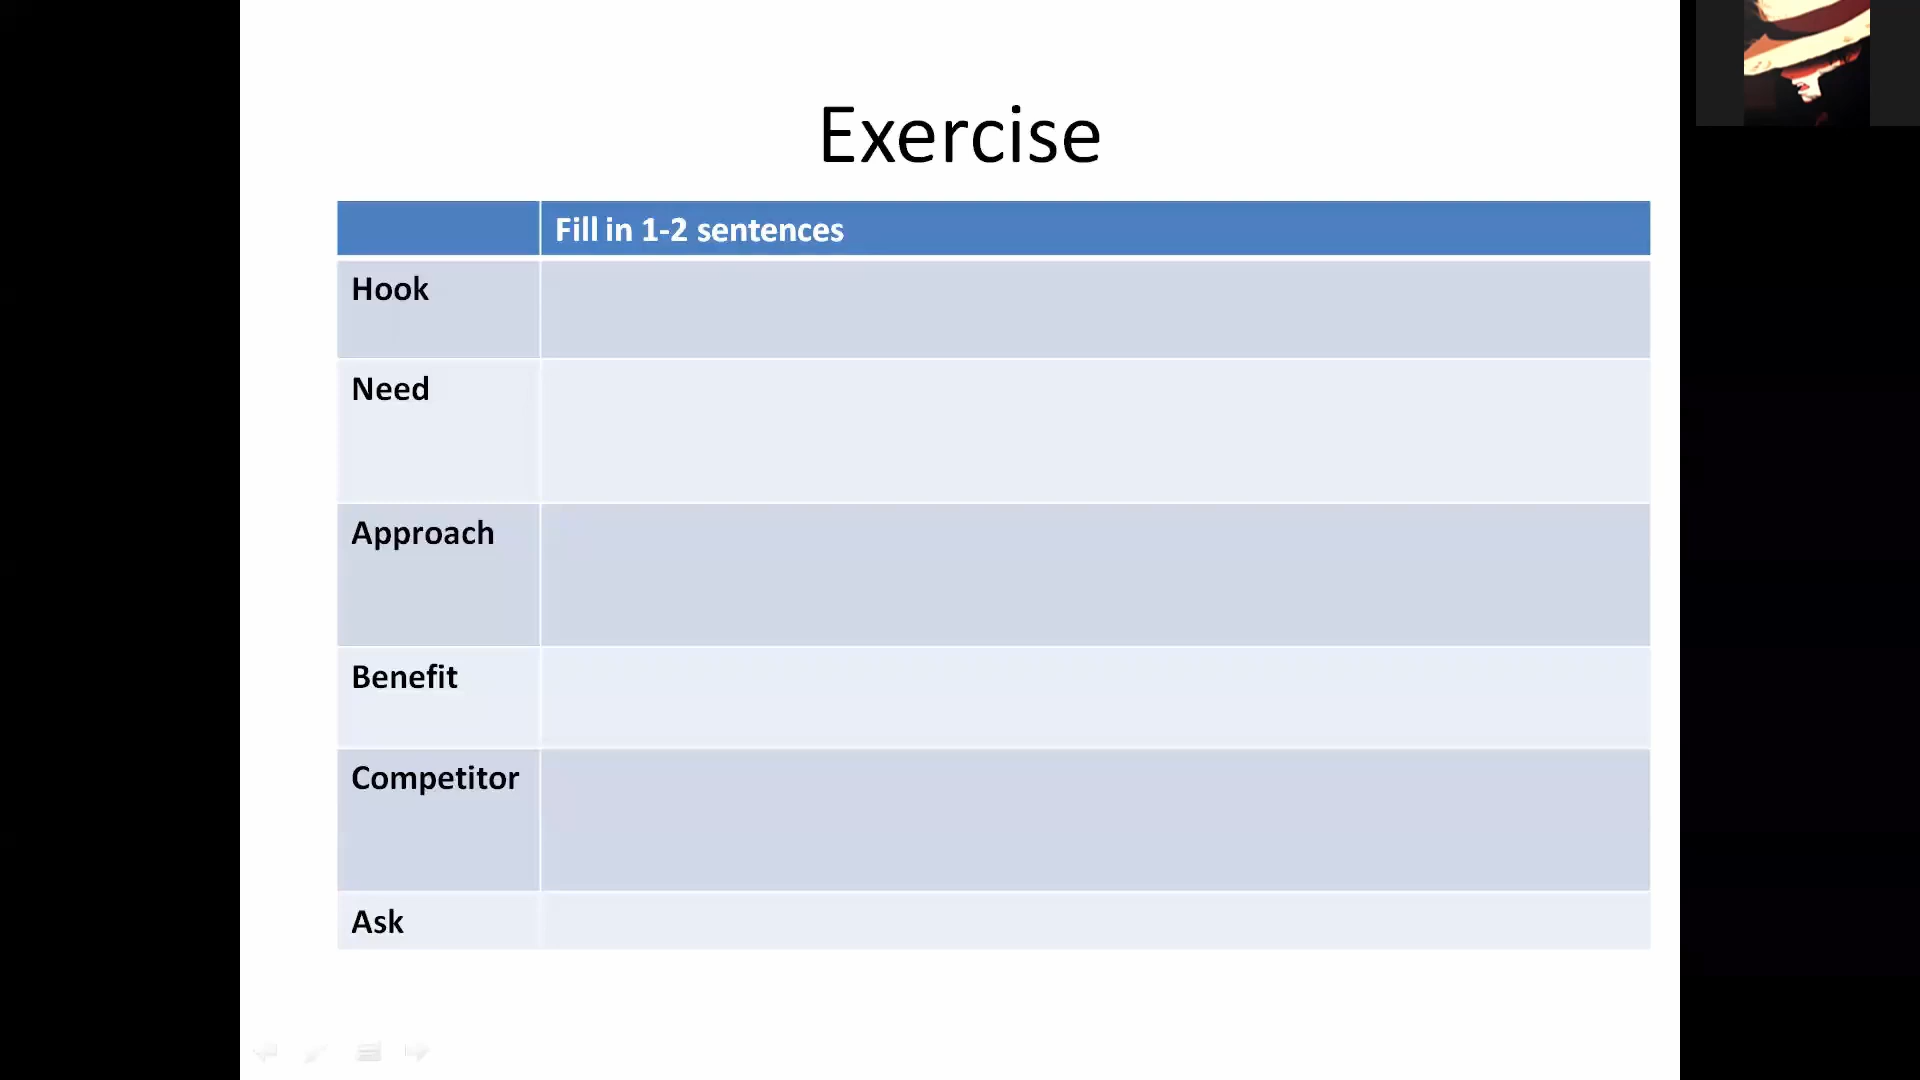 Exercise
Fill in 1-2 sentences
Hook
Need
Approach
Benefit
Competitor
Ask